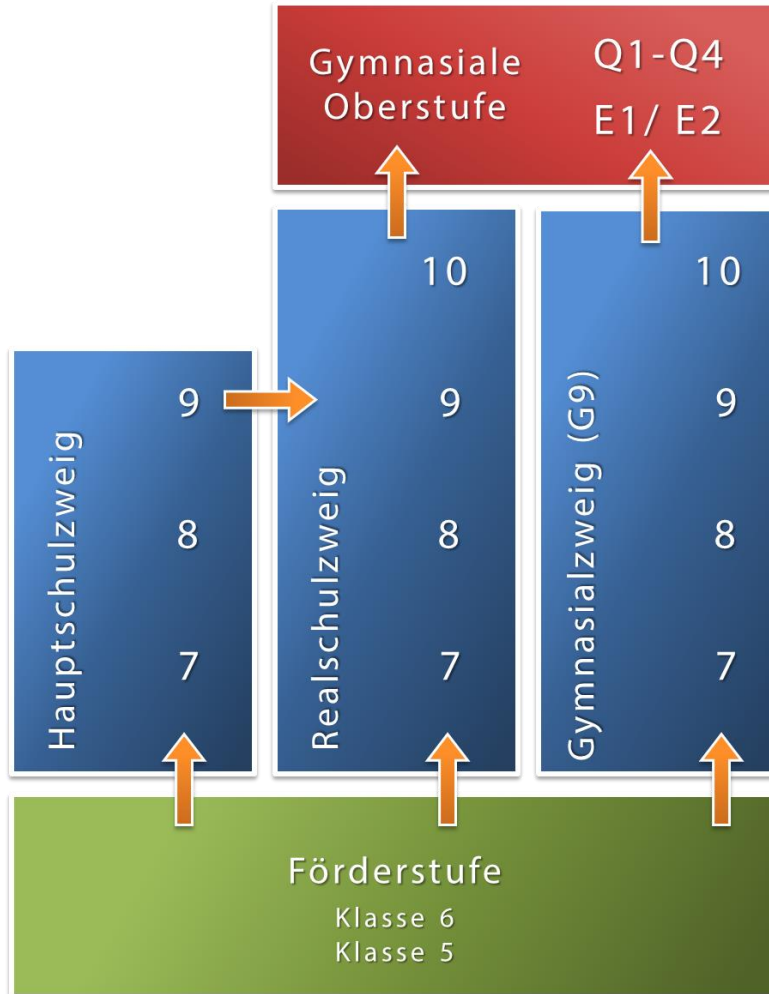 Gymnasiale
Oberstufe
Q1-Q4
E1/ E2
Hauptschulzweig
9
8
7
Realschulzweig
10
9
8
7
Gymnasialzweig (G9)
10
9
8
7
Förderstufe
Klasse 6
Klasse 5